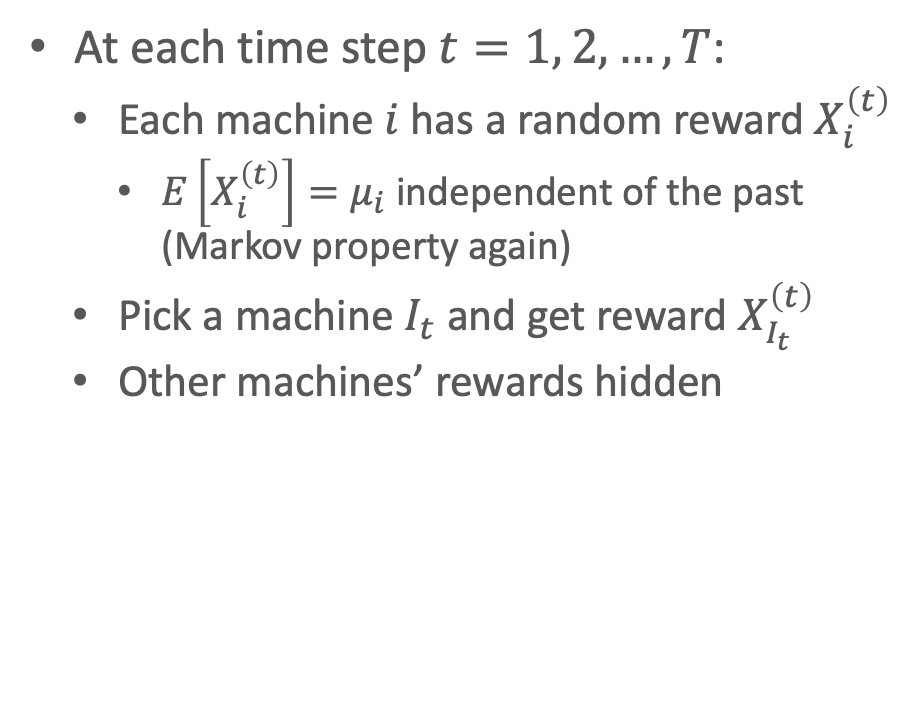 • At each time step $t = 1, 2, \ldots, T$:
• Each machine $i$ has a random reward $X_i^{(t)}$
• $E\left[X_i^{(t)}\right] = \mu_i$ independent of the past
(Markov property again)
• Pick a machine $I_t$ and get reward $X_{I_t}^{(t)}$
• Other machines’ rewards hidden